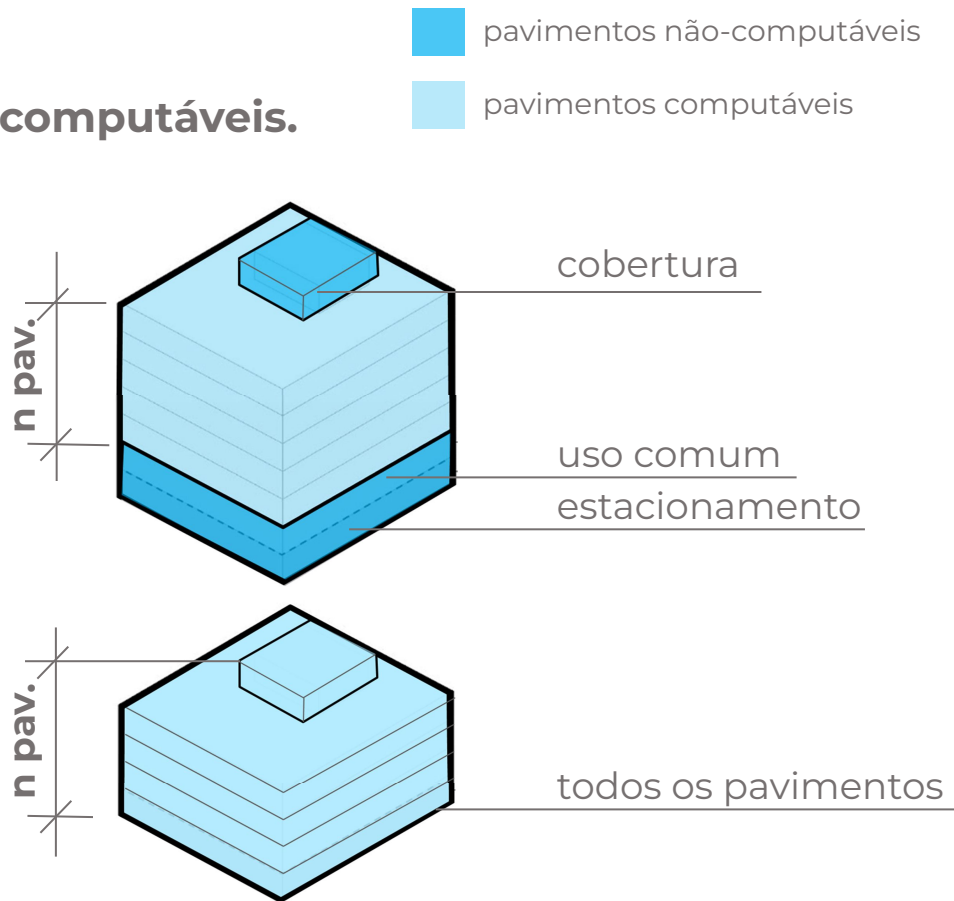 pavimentos não-computáveis
computáveis.
pavimentos computáveis
cobertura
n pav.
uso comum
estacionamento
n pav.
todos os pavimentos